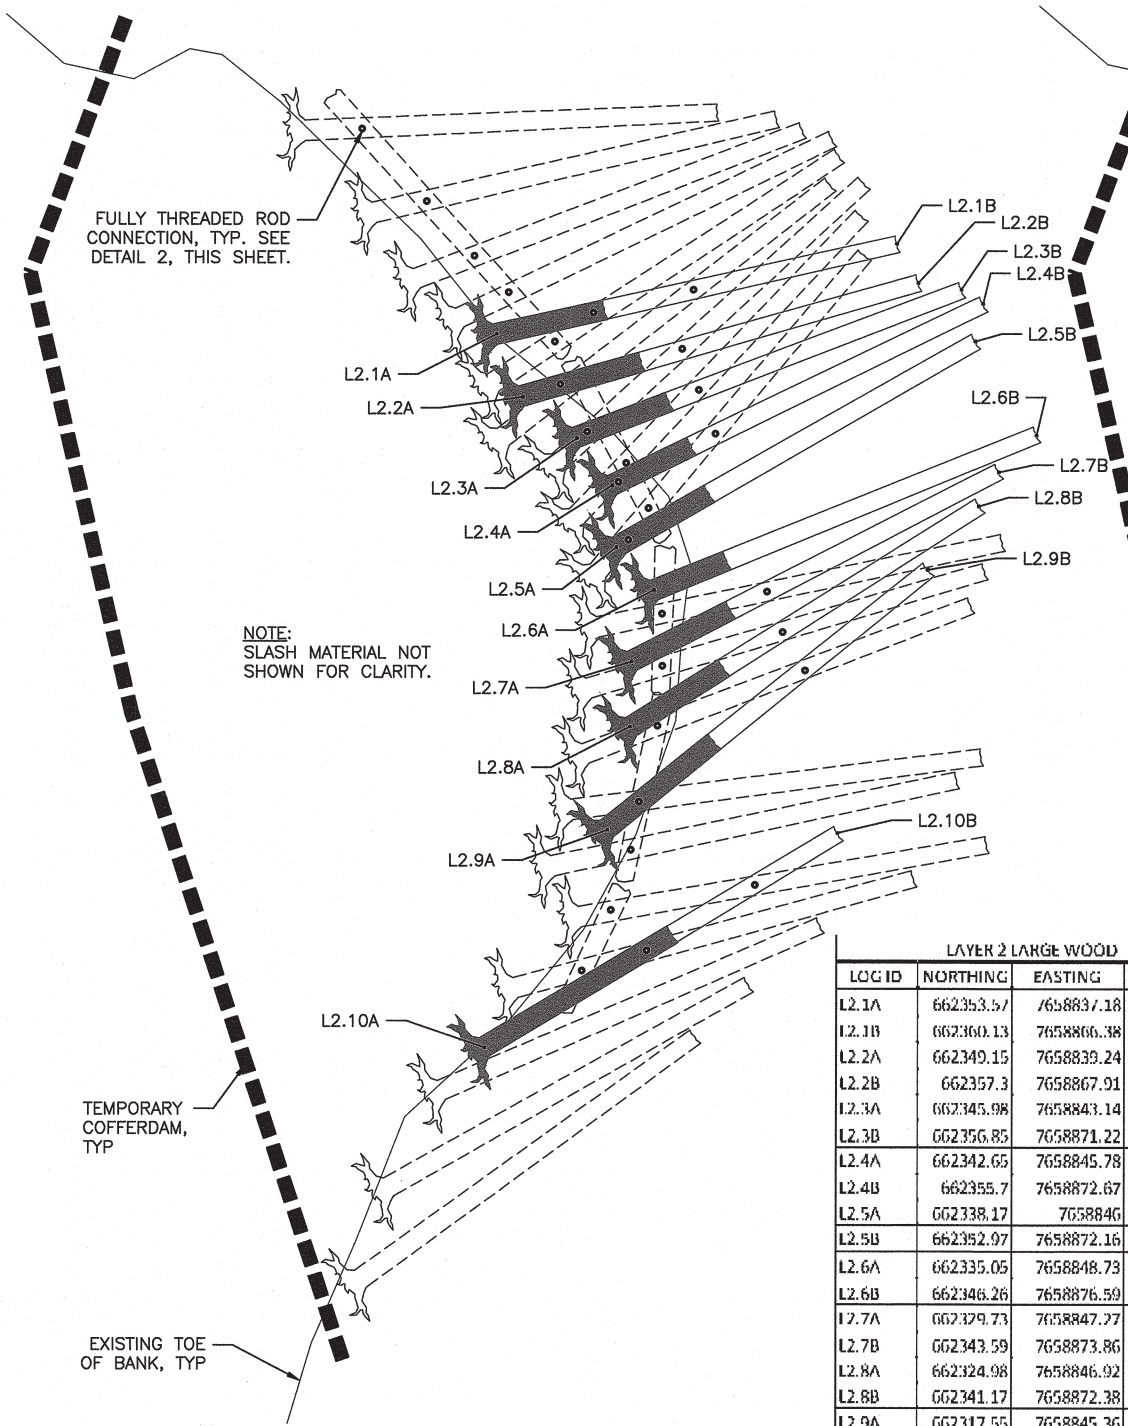 FULLY THREADED ROD
CONNECTION, TYP. SEE
DETAIL 2, THIS SHEET.
L2.1B
L2.2B
L2.3B
L2.4B
L2.5B
L2.6B
L2.7B
L2.8B
L2.9B
L2.10B
L2.1A
L2.2A
L2.3A
L2.4A
L2.5A
L2.6A
L2.7A
L2.8A
L2.9A
L2.10A
NOTE:
SLASH MATERIAL NOT
SHOWN FOR CLARITY.
TEMPORARY
COFFERDAM,
TYP
EXISTING TOE
OF BANK, TYP
LAYER 2 LARGE WOOD
LOG ID NORTHING EASTING
L2.1A 662353.57 7658837.18
L2.1B 662360.13 7658866.38
L2.2A 662349.15 7658839.24
L2.2B 662357.3 7658867.91
L2.3A 662345.98 7658843.14
L2.3B 662356.85 7658871.22
L2.4A 662342.65 7658845.78
L2.4B 662355.7 7658872.67
L2.5A 662338.17 7658846
L2.5B 662352.97 7658872.16
L2.6A 662335.05 7658848.73
L2.6B 662346.26 7658876.59
L2.7A 662329.73 7658847.27
L2.7B 662343.59 7658873.86
L2.8A 662324.98 7658846.92
L2.8B 662341.17 7658872.38
L2.9A 662317.55 7658845.36